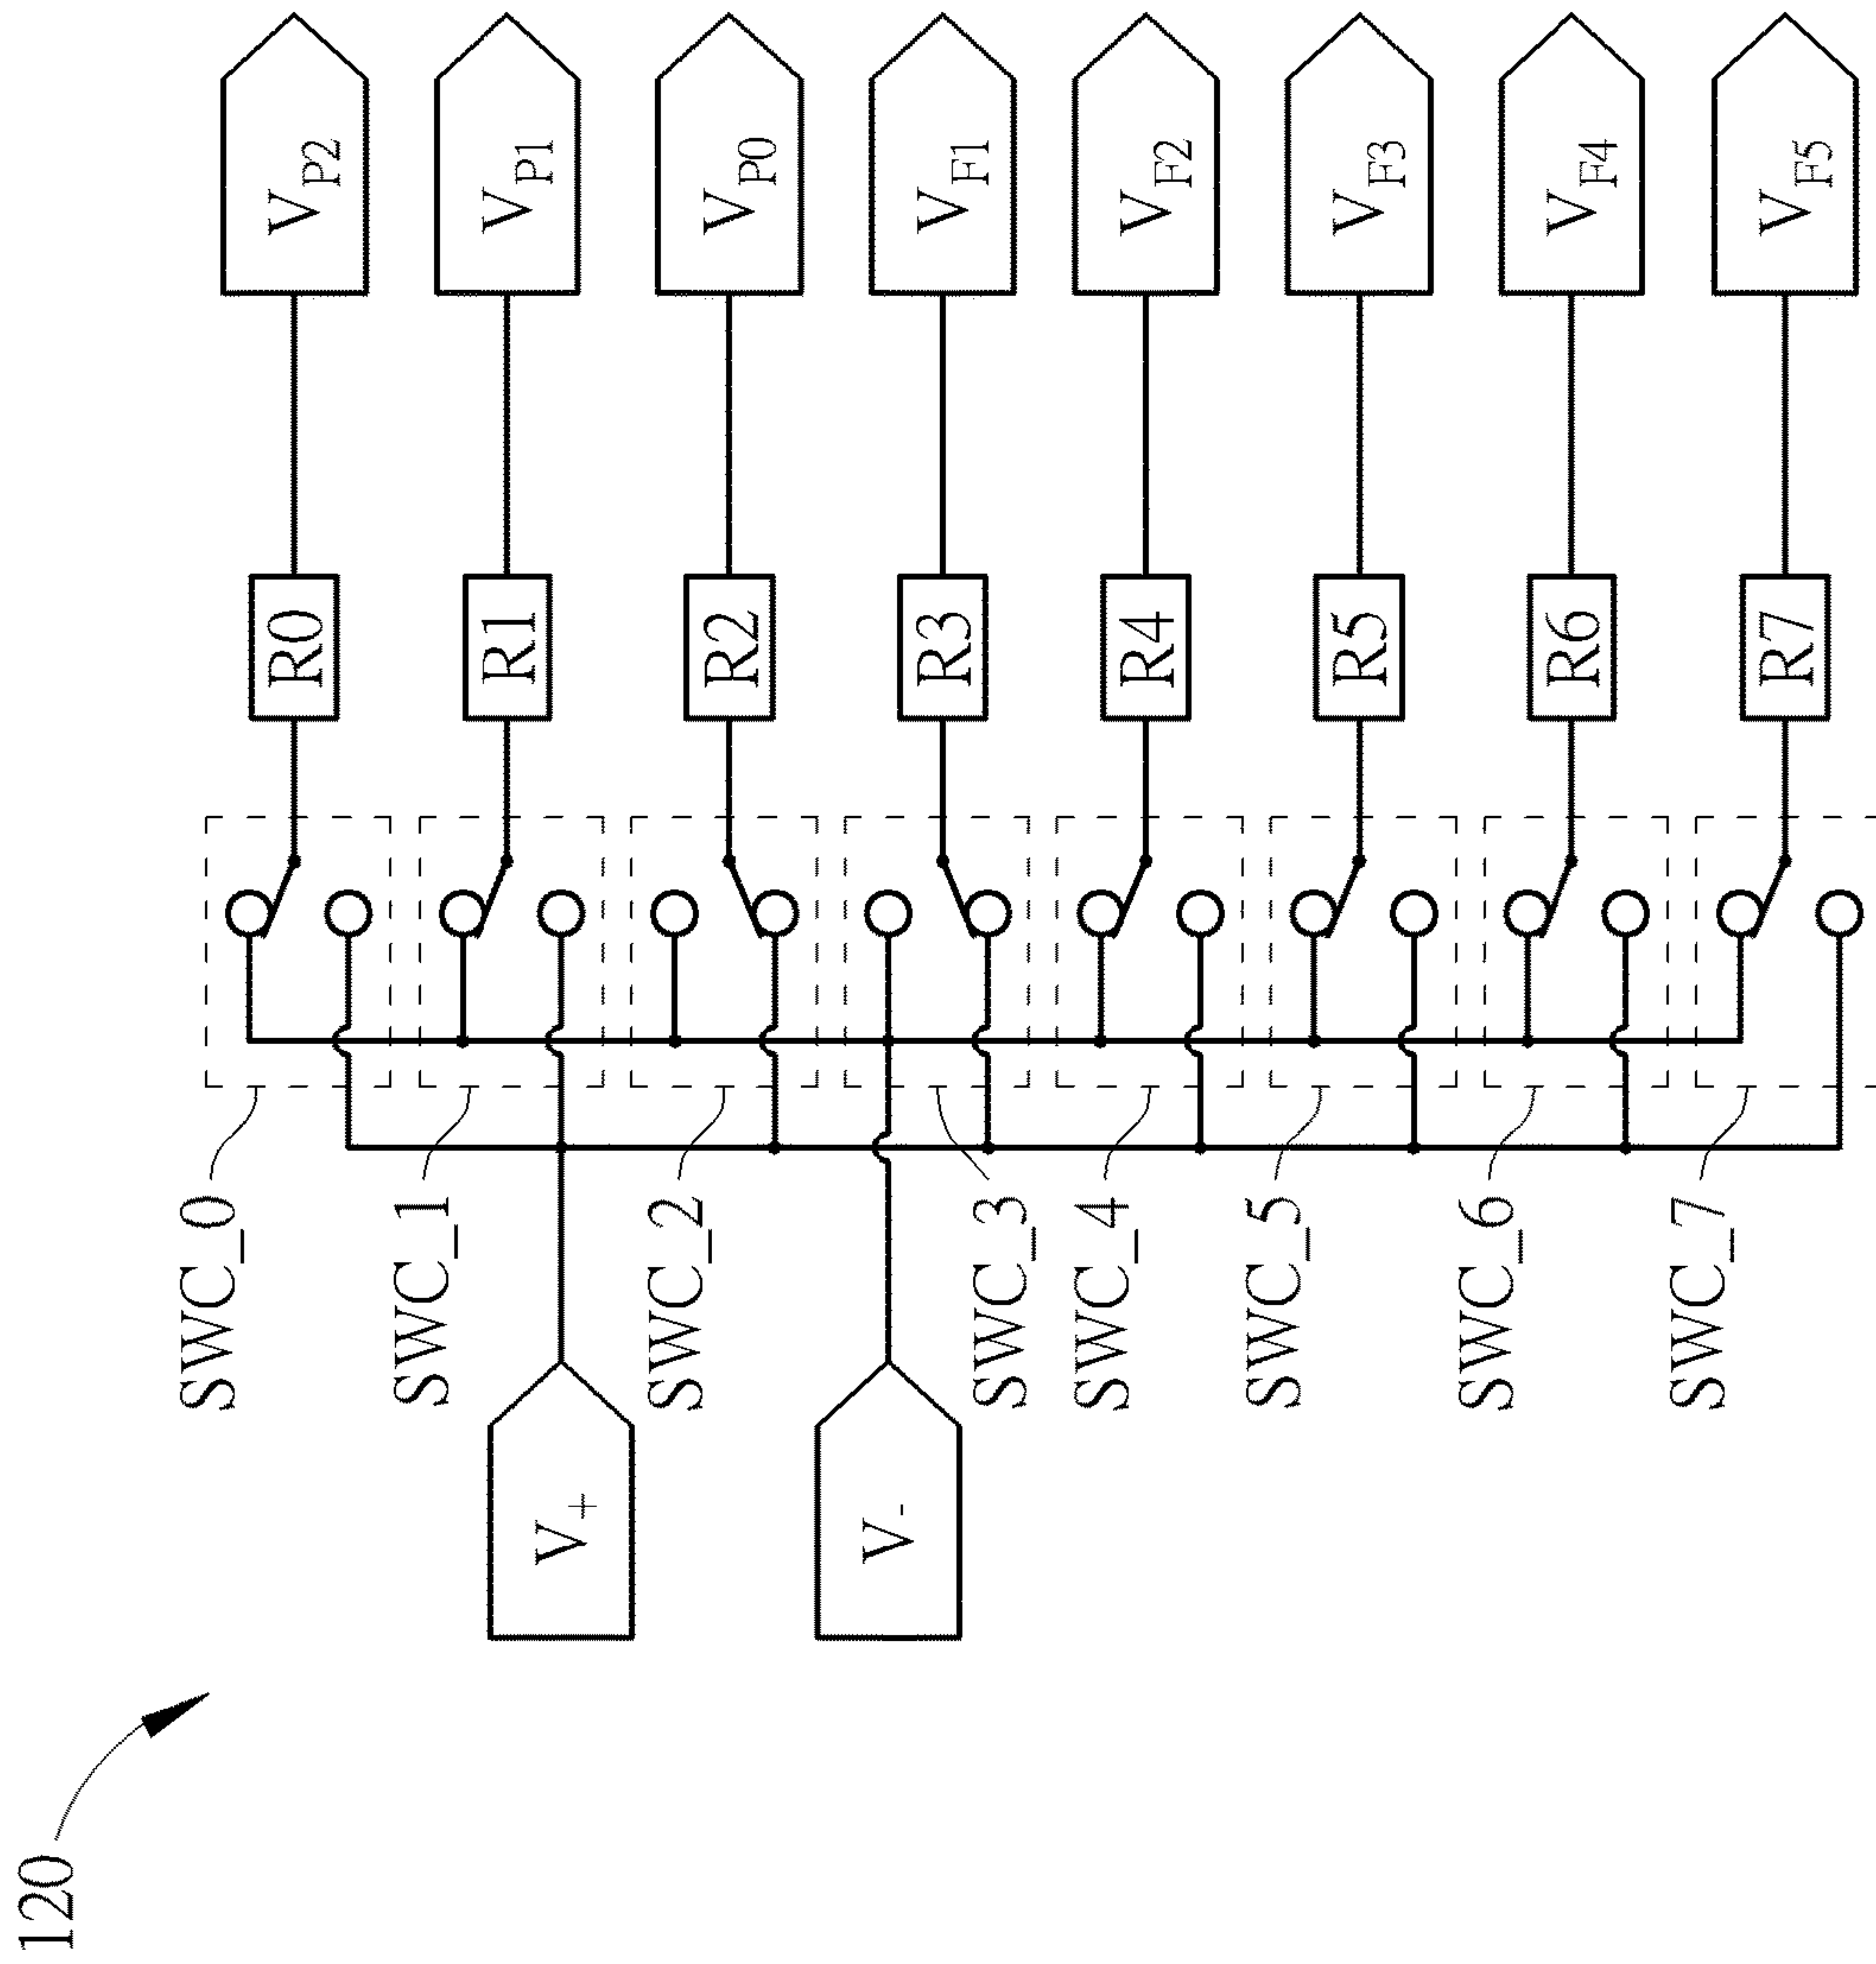 120
V+
V-
SWC_0
SWC_1
SWC_2
SWC_3
SWC_4
SWC_5
SWC_6
SWC_7
R0
R1
R2
R3
R4
R5
R6
R7
VP2
VP1
VP0
VF1
VF2
VF3
VF4
VF5